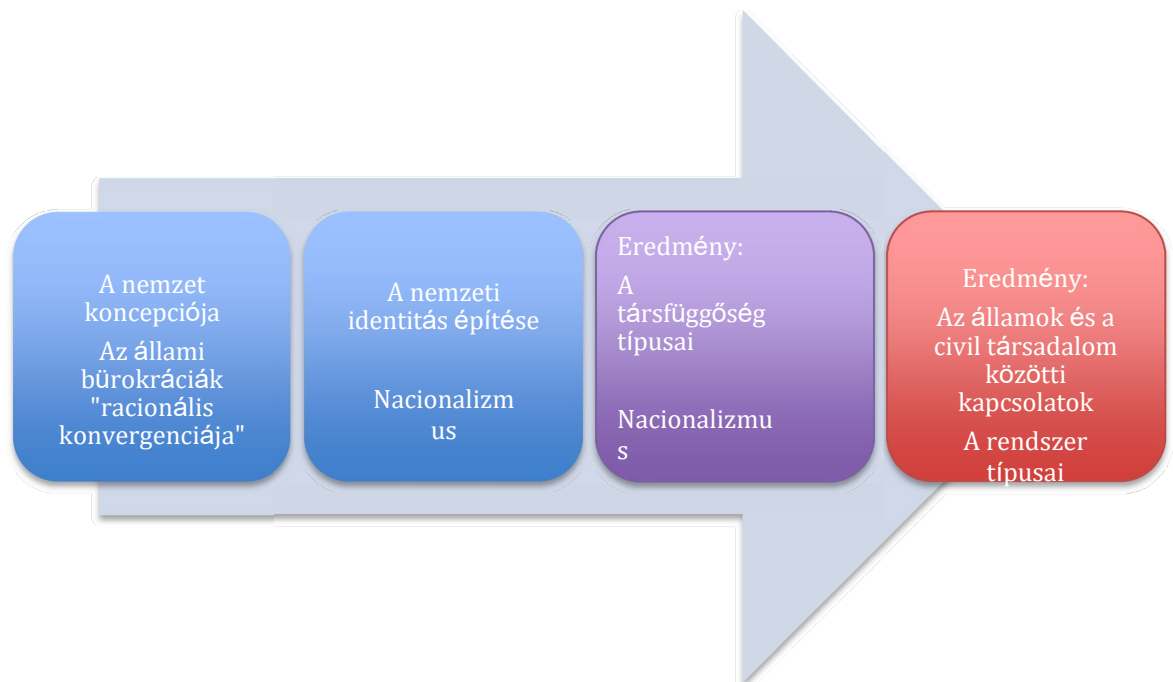 A nemzet
koncepciója
Az állami
bürokráciák
"racionális
konvergenciája"
A nemzeti
identitás építése
Nacionalizm
us
Eredmény:
A
társfüggőség
típusai
Nacionalizmu
s
Eredmény:
Az államok és a
civil társadalom
közötti
kapcsolatok
A rendszer
típusai